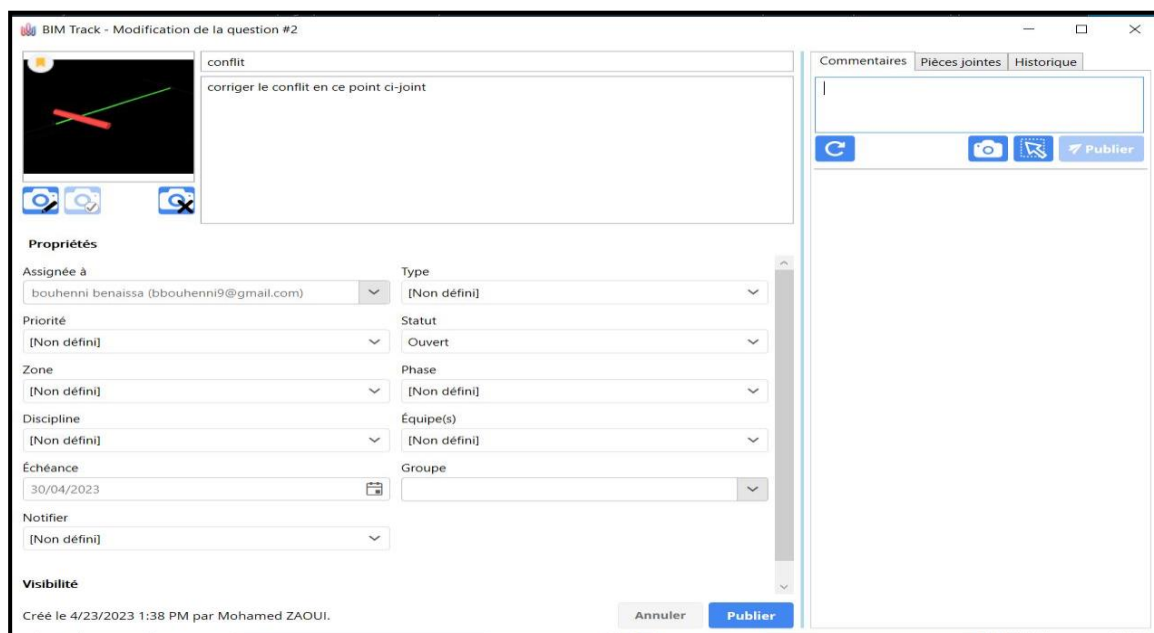 BIM Track - Modification de la question #2
conflit
corriger le conflit en ce point ci-joint
Propriétés
Assignée à
bouhenni benaissa (bbouhenni9@gmail.com)
Type
[Non défini]
Priorité
[Non défini]
Statut
Ouvert
Zone
[Non défini]
Phase
[Non défini]
Discipline
[Non défini]
Équipe(s)
[Non défini]
Échéance
30/04/2023
Groupe
Notifier
[Non défini]
Visibilité
Créé le 4/23/2023 1:38 PM par Mohamed ZAOUI.
Annuler
Publier
Commentaires
Pièces jointes
Historique
Publier